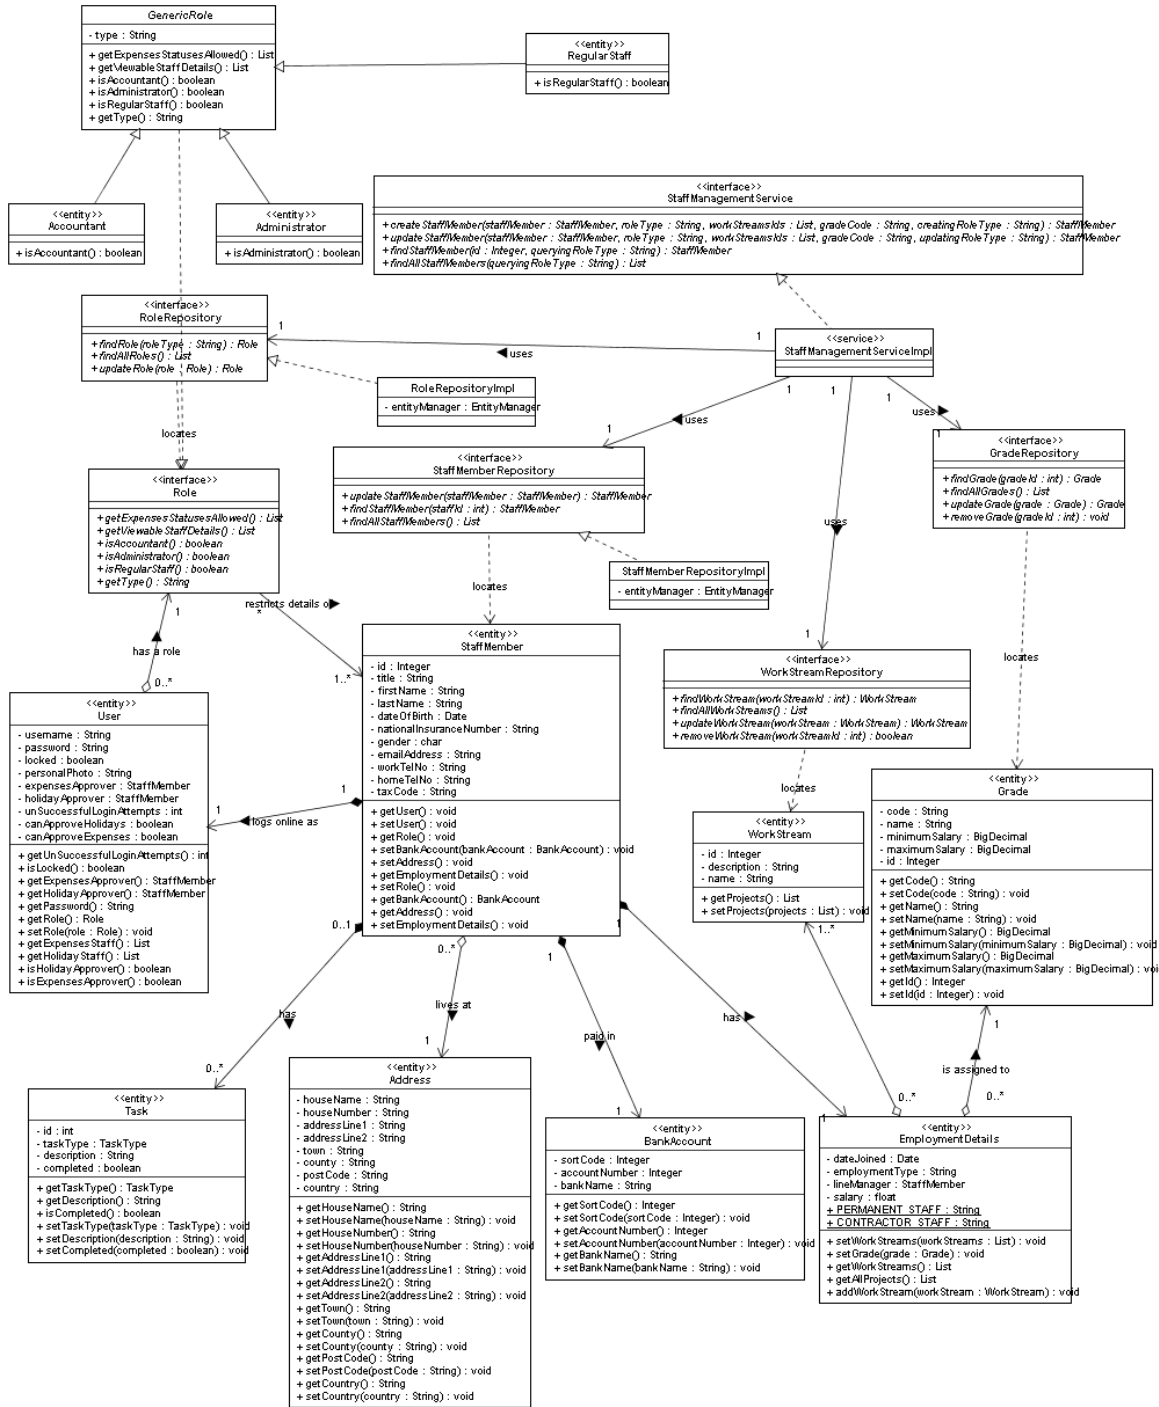 GenericRole
- type : String
+ getExpensesStatusesAllowed() : List
+ getViewableStaffDetails() : List
+ isAccountant() : boolean
+ isAdministrator() : boolean
+ isRegularStaff() : boolean
+ getType() : String
<<entity>>
RegularStaff
+ isRegularStaff() : boolean
<<entity>>
Accountant
+ isAccountant() : boolean
<<entity>>
Administrator
+ isAdministrator() : boolean
<<interface>>
StaffManagementService
+ createStaffMember(staffMember : StaffMember, roleType : String, workStreamsIds : List, gradeCode : String, creatingRoleType : String) : StaffMember
+ updateStaffMember(staffMember : StaffMember, roleType : String, workStreamsIds : List, gradeCode : String, updatingRoleType : String) : StaffMember
+ findStaffMember(id : Integer, queryingRoleType : String) : StaffMember
+ findAllStaffMembers(queryingRoleType : String) : List
<<interface>>
RoleRepository
+ findRole(roleType : String) : Role
+ findAllRoles() : List
+ updateRole(role : Role) : Role
1
1
uses
<<service>>
StaffManagementServiceImpl
RoleRepositoryImpl
- entityManager : EntityManager
1
1
1
uses
uses
uses
1
1
1
locates
<<interface>>
StaffMemberRepository
+ updateStaffMember(staffMember : StaffMember) : StaffMember
+ findStaffMember(staffId : int) : StaffMember
+ findAllStaffMembers() : List
<<interface>>
GradeRepository
+ findGrade(gradeId : int) : Grade
+ findAllGrades() : List
+ updateGrade(grade : Grade) : Grade
+ removeGrade(gradeId : int) : void
<<interface>>
Role
+ getExpensesStatusesAllowed() : List
+ getViewableStaffDetails() : List
+ isAccountant() : boolean
+ isAdministrator() : boolean
+ isRegularStaff() : boolean
+ getType() : String
StaffMemberRepositoryImpl
- entityManager : EntityManager
locates
restricts details o
*
1..*
1
has a role
0..*
<<entity>>
StaffMember
- id : Integer
- title : String
- firstName : String
- lastName : String
- dateOfBirth : Date
- nationalInsuranceNumber : String
- gender : char
- emailAddress : String
- workTelNo : String
- homeTelNo : String
- taxCode : String
+ getUser() : void
+ setUser() : void
+ getRole() : void
+ setBankAccount(bankAccount : BankAccount) : void
+ setAddress() : void
+ getEmploymentDetails() : void
+ setRole() : void
+ getBankAccount() : BankAccount
+ getAddress() : void
+ setEmploymentDetails() : void
<<interface>>
WorkStreamRepository
+ findWorkStream(workStreamId : int) : WorkStream
+ findAllWorkStreams() : List
+ updateWorkStream(workStream : WorkStream) : WorkStream
+ removeWorkStream(workStreamId : int) : boolean
locates
locates
<<entity>>
User
- username : String
- password : String
- locked : boolean
- personalPhoto : String
- expensesApprover : StaffMember
- holidayApprover : StaffMember
- unSuccessfulLoginAttempts : int
- canApproveHolidays : boolean
- canApproveExpenses : boolean
+ getUnSuccessfulLoginAttempts() : int
+ isLocked() : boolean
+ getExpensesApprover() : StaffMember
+ getHolidayApprover() : StaffMember
+ getPassword() : String
+ getRole() : Role
+ setRole(role : Role) : void
+ getExpensesStaff() : List
+ getHolidayStaff() : List
+ isHolidayApprover() : boolean
+ isExpensesApprover() : boolean
1
1
logs online as
<<entity>>
WorkStream
- id : Integer
- description : String
- name : String
+ getProjects() : List
+ setProjects(projects : List) : void
<<entity>>
Grade
- code : String
- name : String
- minimumSalary : BigDecimal
- maximumSalary : BigDecimal
- id : Integer
+ getCode() : String
+ setCode(code : String) : void
+ getName() : String
+ setName(name : String) : void
+ getMinimumSalary() : BigDecimal
+ setMinimumSalary(minimumSalary : BigDecimal) : void
+ getMaximumSalary() : BigDecimal
+ setMaximumSalary(maximumSalary : BigDecimal) : voi
+ getId() : Integer
+ setId(id : Integer) : void
0..1
0..*
1
1
1..*
1
has
lives at
paid in
has
is assigned to
0..*
1
1
1
0..*
0..*
<<entity>>
Task
- id : int
- taskType : TaskType
- description : String
- completed : boolean
+ getTaskType() : TaskType
+ getDescription() : String
+ isCompleted() : boolean
+ setTaskType(taskType : TaskType) : void
+ setDescription(description : String) : void
+ setCompleted(completed : boolean) : void
<<entity>>
Address
- houseName : String
- houseNumber : String
- addressLine1 : String
- addressLine2 : String
- town : String
- county : String
- postCode : String
- country : String
+ getHouseName() : String
+ setHouseName(houseName : String) : void
+ getHouseNumber() : String
+ setHouseNumber(houseNumber : String) : void
+ getAddressLine1() : String
+ setAddressLine1(addressLine1 : String) : void
+ getAddressLine2() : String
+ setAddressLine2(addressLine2 : String) : void
+ getTown() : String
+ setTown(town : String) : void
+ getCounty() : String
+ setCounty(county : String) : void
+ getPostCode() : String
+ setPostCode(postCode : String) : void
+ getCountry() : String
+ setCountry(country : String) : void
<<entity>>
BankAccount
- sortCode : Integer
- accountNumber : Integer
- bankName : String
+ getSortCode() : Integer
+ setSortCode(sortCode : Integer) : void
+ getAccountNumber() : Integer
+ setAccountNumber(accountNumber : Integer) : void
+ getBankName() : String
+ setBankName(bankName : String) : void
<<entity>>
EmploymentDetails
- dateJoined : Date
- employmentType : String
- lineManager : StaffMember
- salary : float
+ PERMANENT_STAFF : String
+ CONTRACTOR_STAFF : String
+ setWorkStreams(workStreams : List) : void
+ setGrade(grade : Grade) : void
+ getWorkStreams() : List
+ getAllProjects() : List
+ addWorkStream(workStream : WorkStream) : void